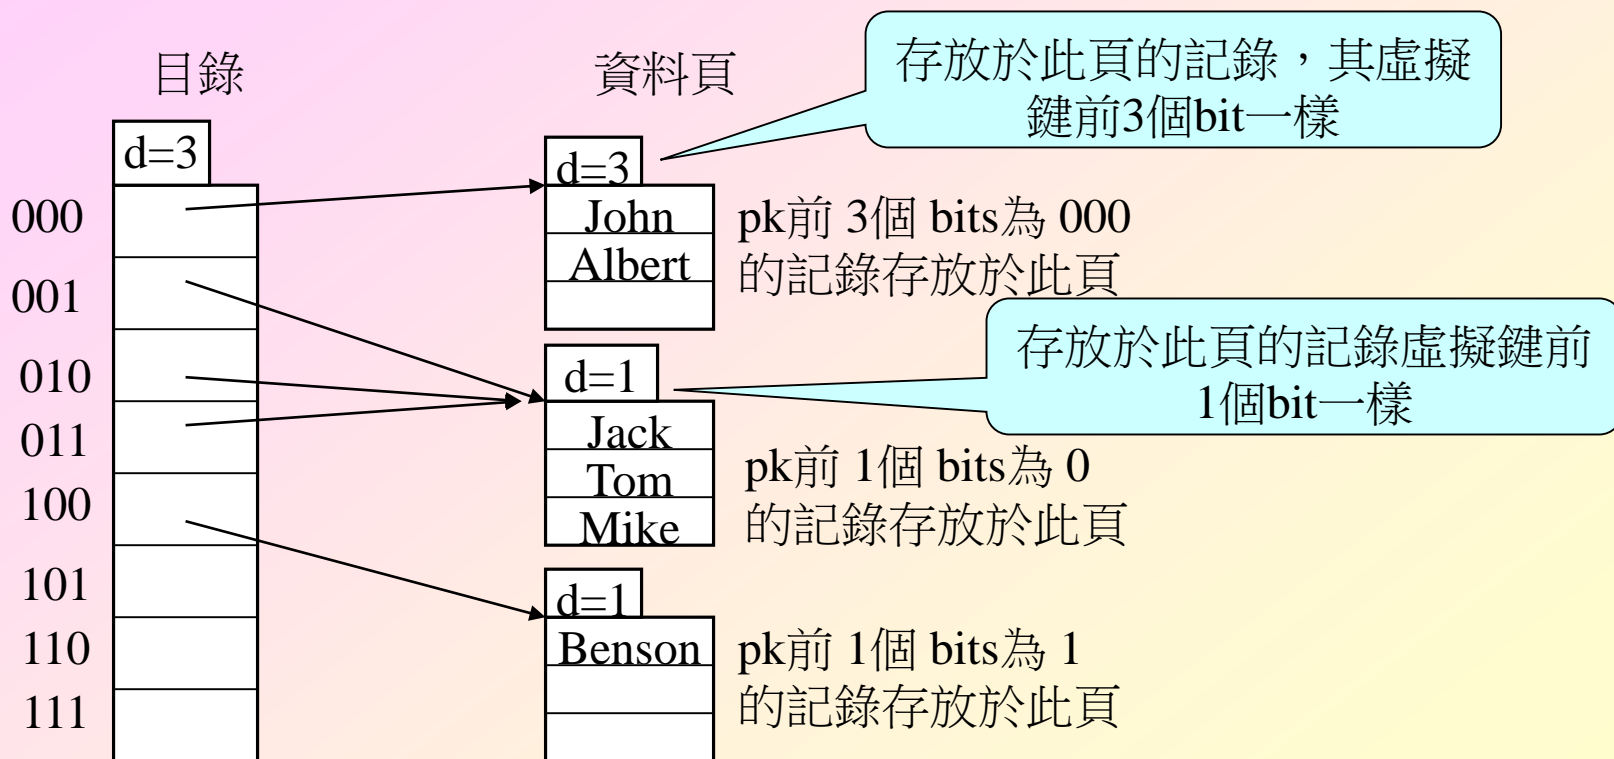 目錄
d=3
000
001
010
011
100
101
110
111
資料頁
d=3
John
Albert
pk前 3個 bits為 000
的記錄存放於此頁
存放於此頁的記錄，其虛擬
鍵前3個bit一樣
d=1
Jack
Tom
Mike
pk前 1個 bits為 0
的記錄存放於此頁
存放於此頁的記錄虛擬鍵前
1個bit一樣
d=1
Benson
pk前 1個 bits為 1
的記錄存放於此頁